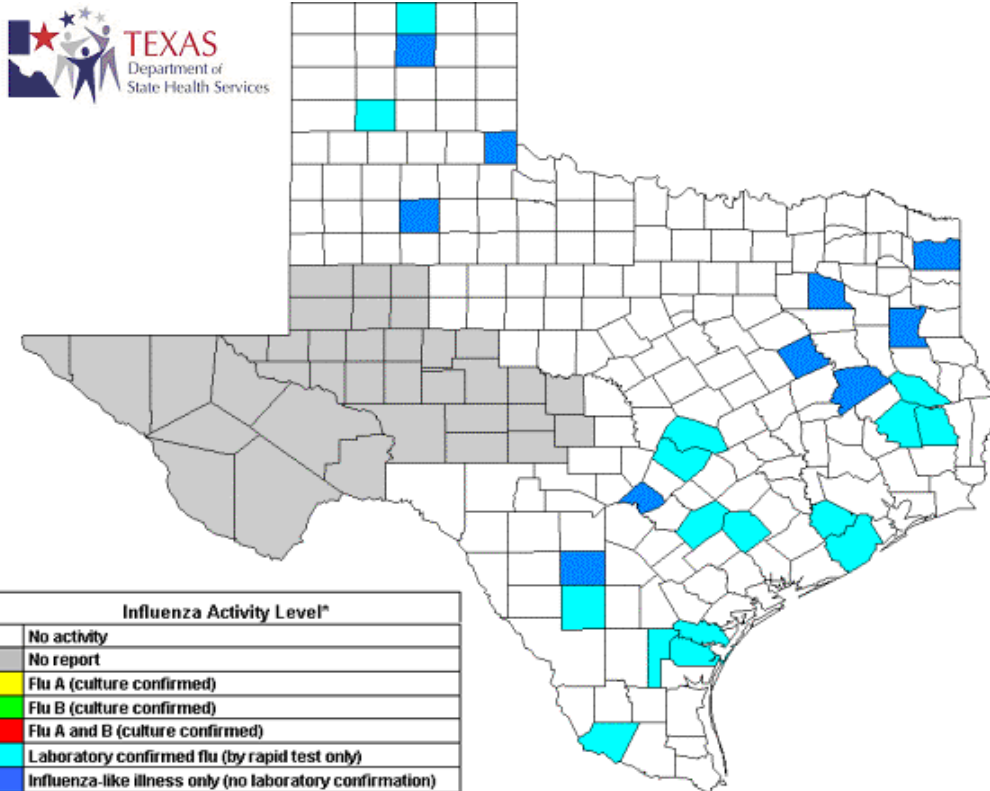 TEXAS
Department of
State Health Services
Influenza Activity Level*
No activity
No report
Flu A (culture confirmed)
Flu B (culture confirmed)
Flu A and B (culture confirmed)
Laboratory confirmed flu (by rapid test only)
Influenza-like illness only (no laboratory confirmation)